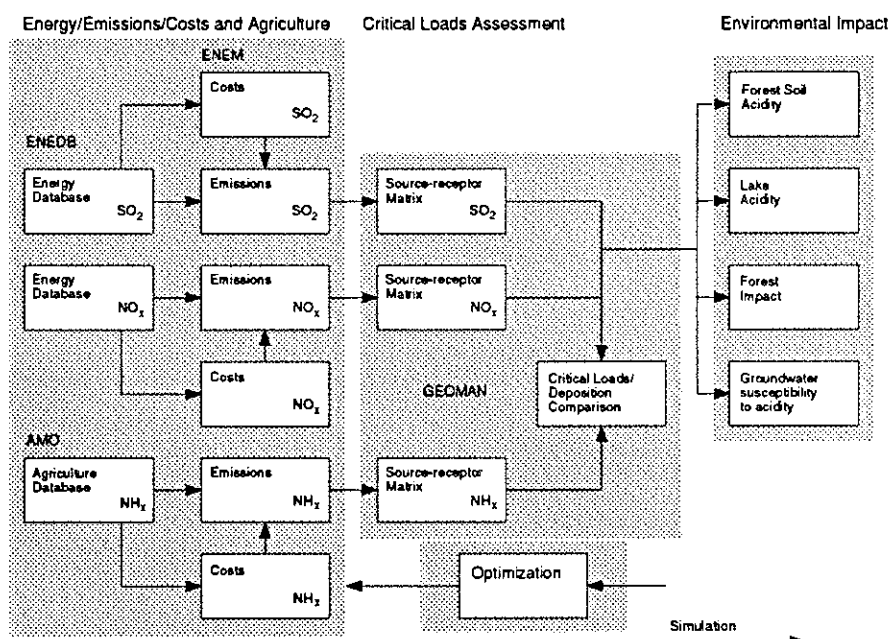 Energy/Emissions/Costs and Agriculture
Critical Loads Assessment
Environmental Impact
ENEM
Costs
SO2
ENEDB
Energy
Database
SO2
Emissions
SO2
Source-receptor
Matrix
SO2
Energy
Database
NOx
Emissions
NOx
Source-receptor
Matrix
NOx
Costs
NOx
GEOMAN
Critical Loads/
Deposition
Comparison
AMO
Agriculture
Database
NHx
Emissions
NHx
Source-receptor
Matrix
NHx
Costs
NHx
Optimization
Forest Soil
Acidity
Lake
Acidity
Forest
Impact
Groundwater
susceptibility
to acidity
Simulation